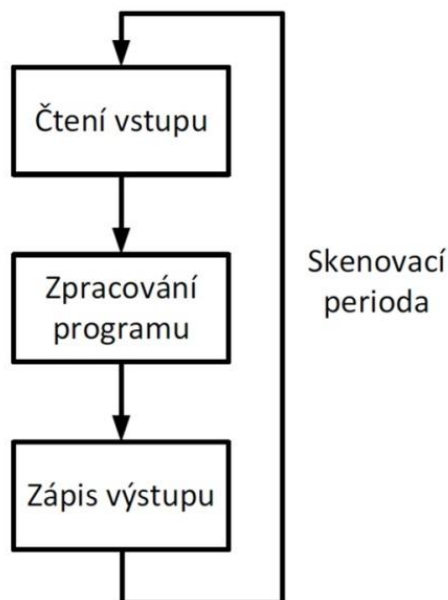 Čtení vstupu
Zpracování
programu
Skenovací
perioda
Zápis výstupu